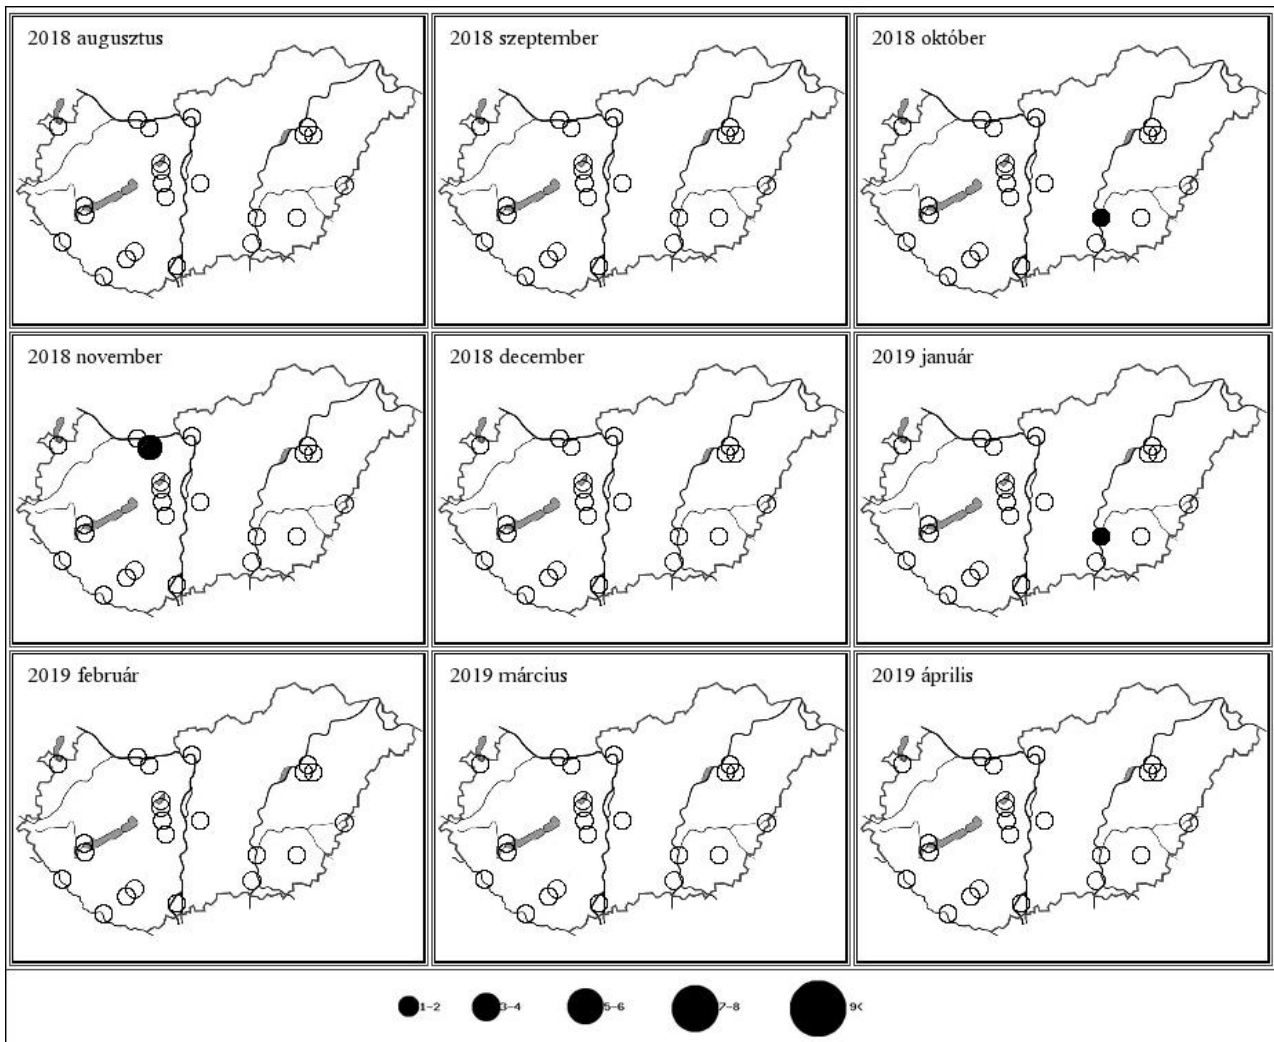 2018 augusztus
2018 szeptember
2018 október
2018 november
2018 december
2019 január
2019 február
2019 március
2019 április
1-2 3-4 5-6 7-8 9<